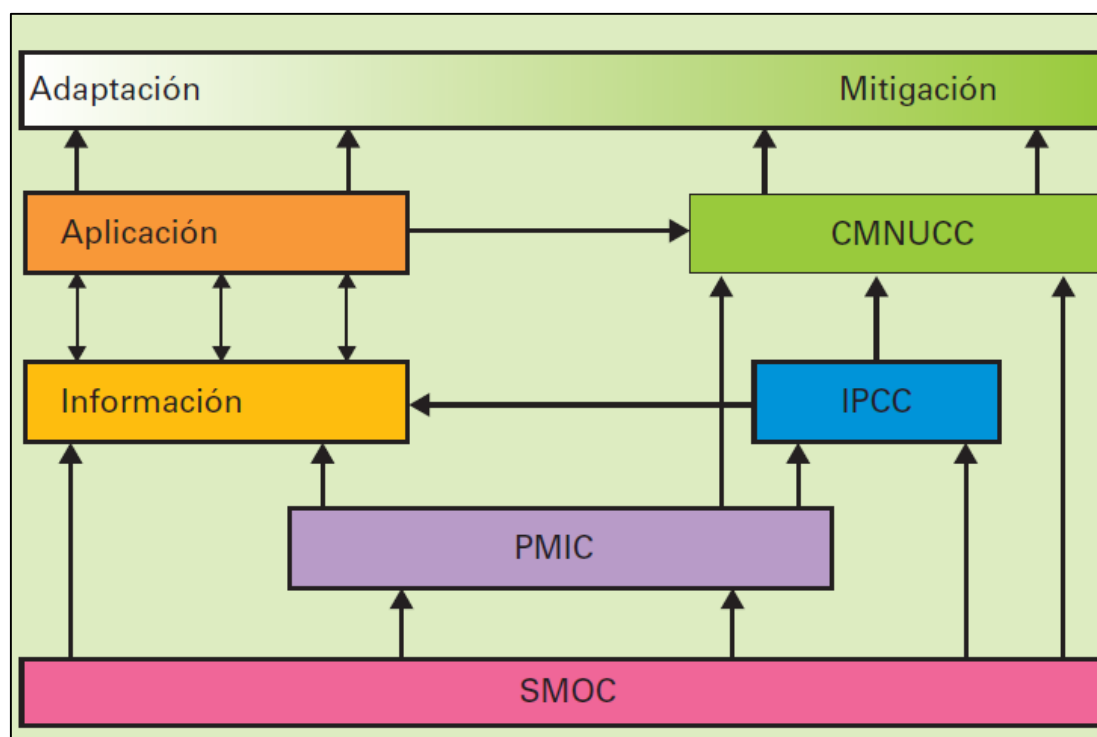 Adaptación
Mitigación
Aplicación
CMNUCC
Información
IPCC
PMIC
SMOC